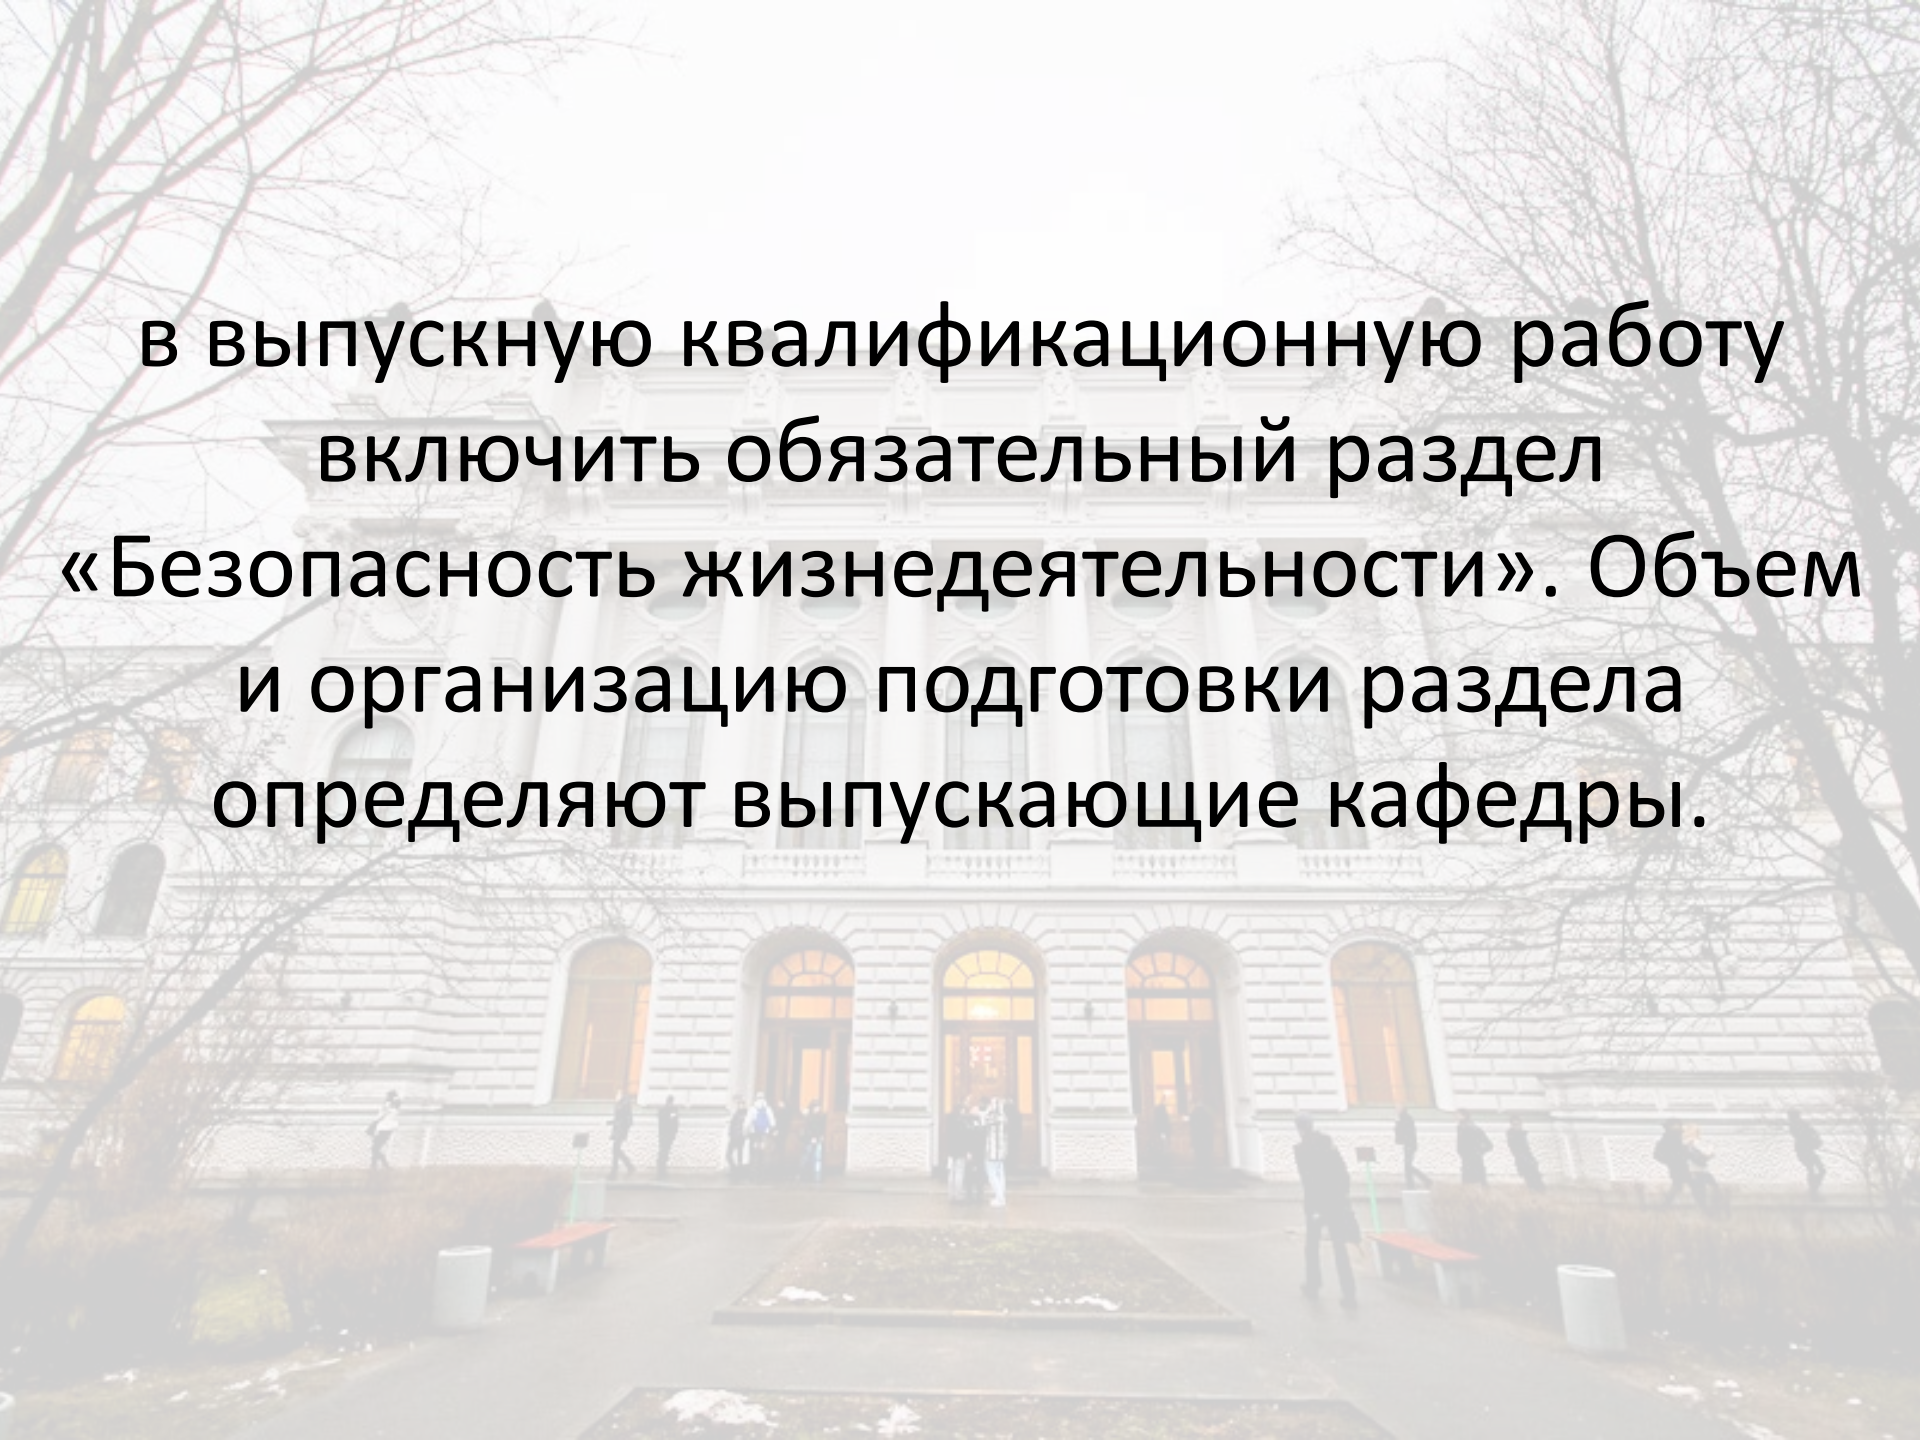 в выпускную квалификационную работу
включить обязательный раздел
«Безопасность жизнедеятельности». Объем
и организацию подготовки раздела
определяют выпускающие кафедры.